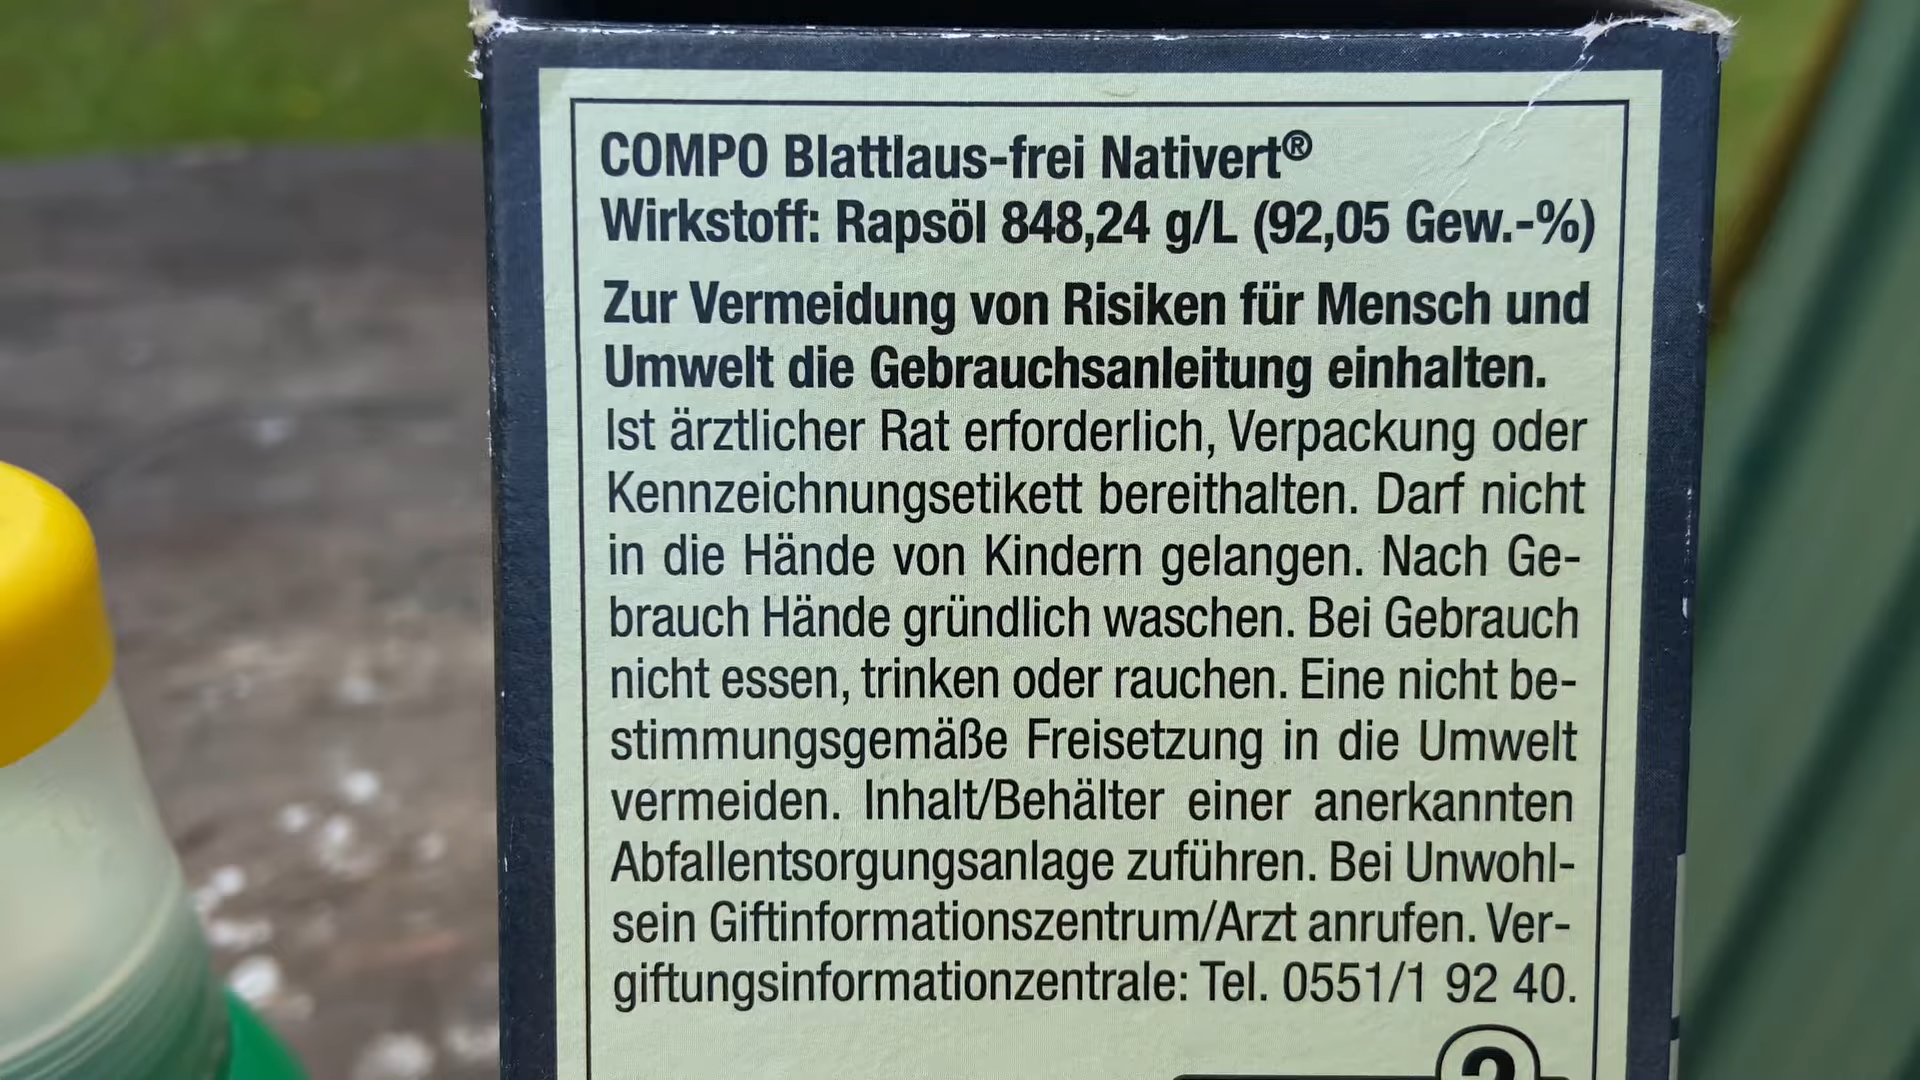 COMPO Blattlaus-frei Nativert®
Wirkstoff: Rapsöl 848,24 g/L (92,05 Gew.-%)
Zur Vermeidung von Risiken für Mensch und
Umwelt die Gebrauchsanleitung einhalten.
Ist ärztlicher Rat erforderlich, Verpackung oder
Kennzeichnungsetikett bereithalten. Darf nicht
in die Hände von Kindern gelangen. Nach Ge-
brauch Hände gründlich waschen. Bei Gebrauch
nicht essen, trinken oder rauchen. Eine nicht be-
stimmungsgemäße Freisetzung in die Umwelt
vermeiden. Inhalt/Behälter einer anerkannten
Abfallentsorgungsanlage zuführen. Bei Unwohl-
sein Giftinformationszentrum/Arzt anrufen. Ver-
giftungsinformationzentrale: Tel. 0551/1 92 40.